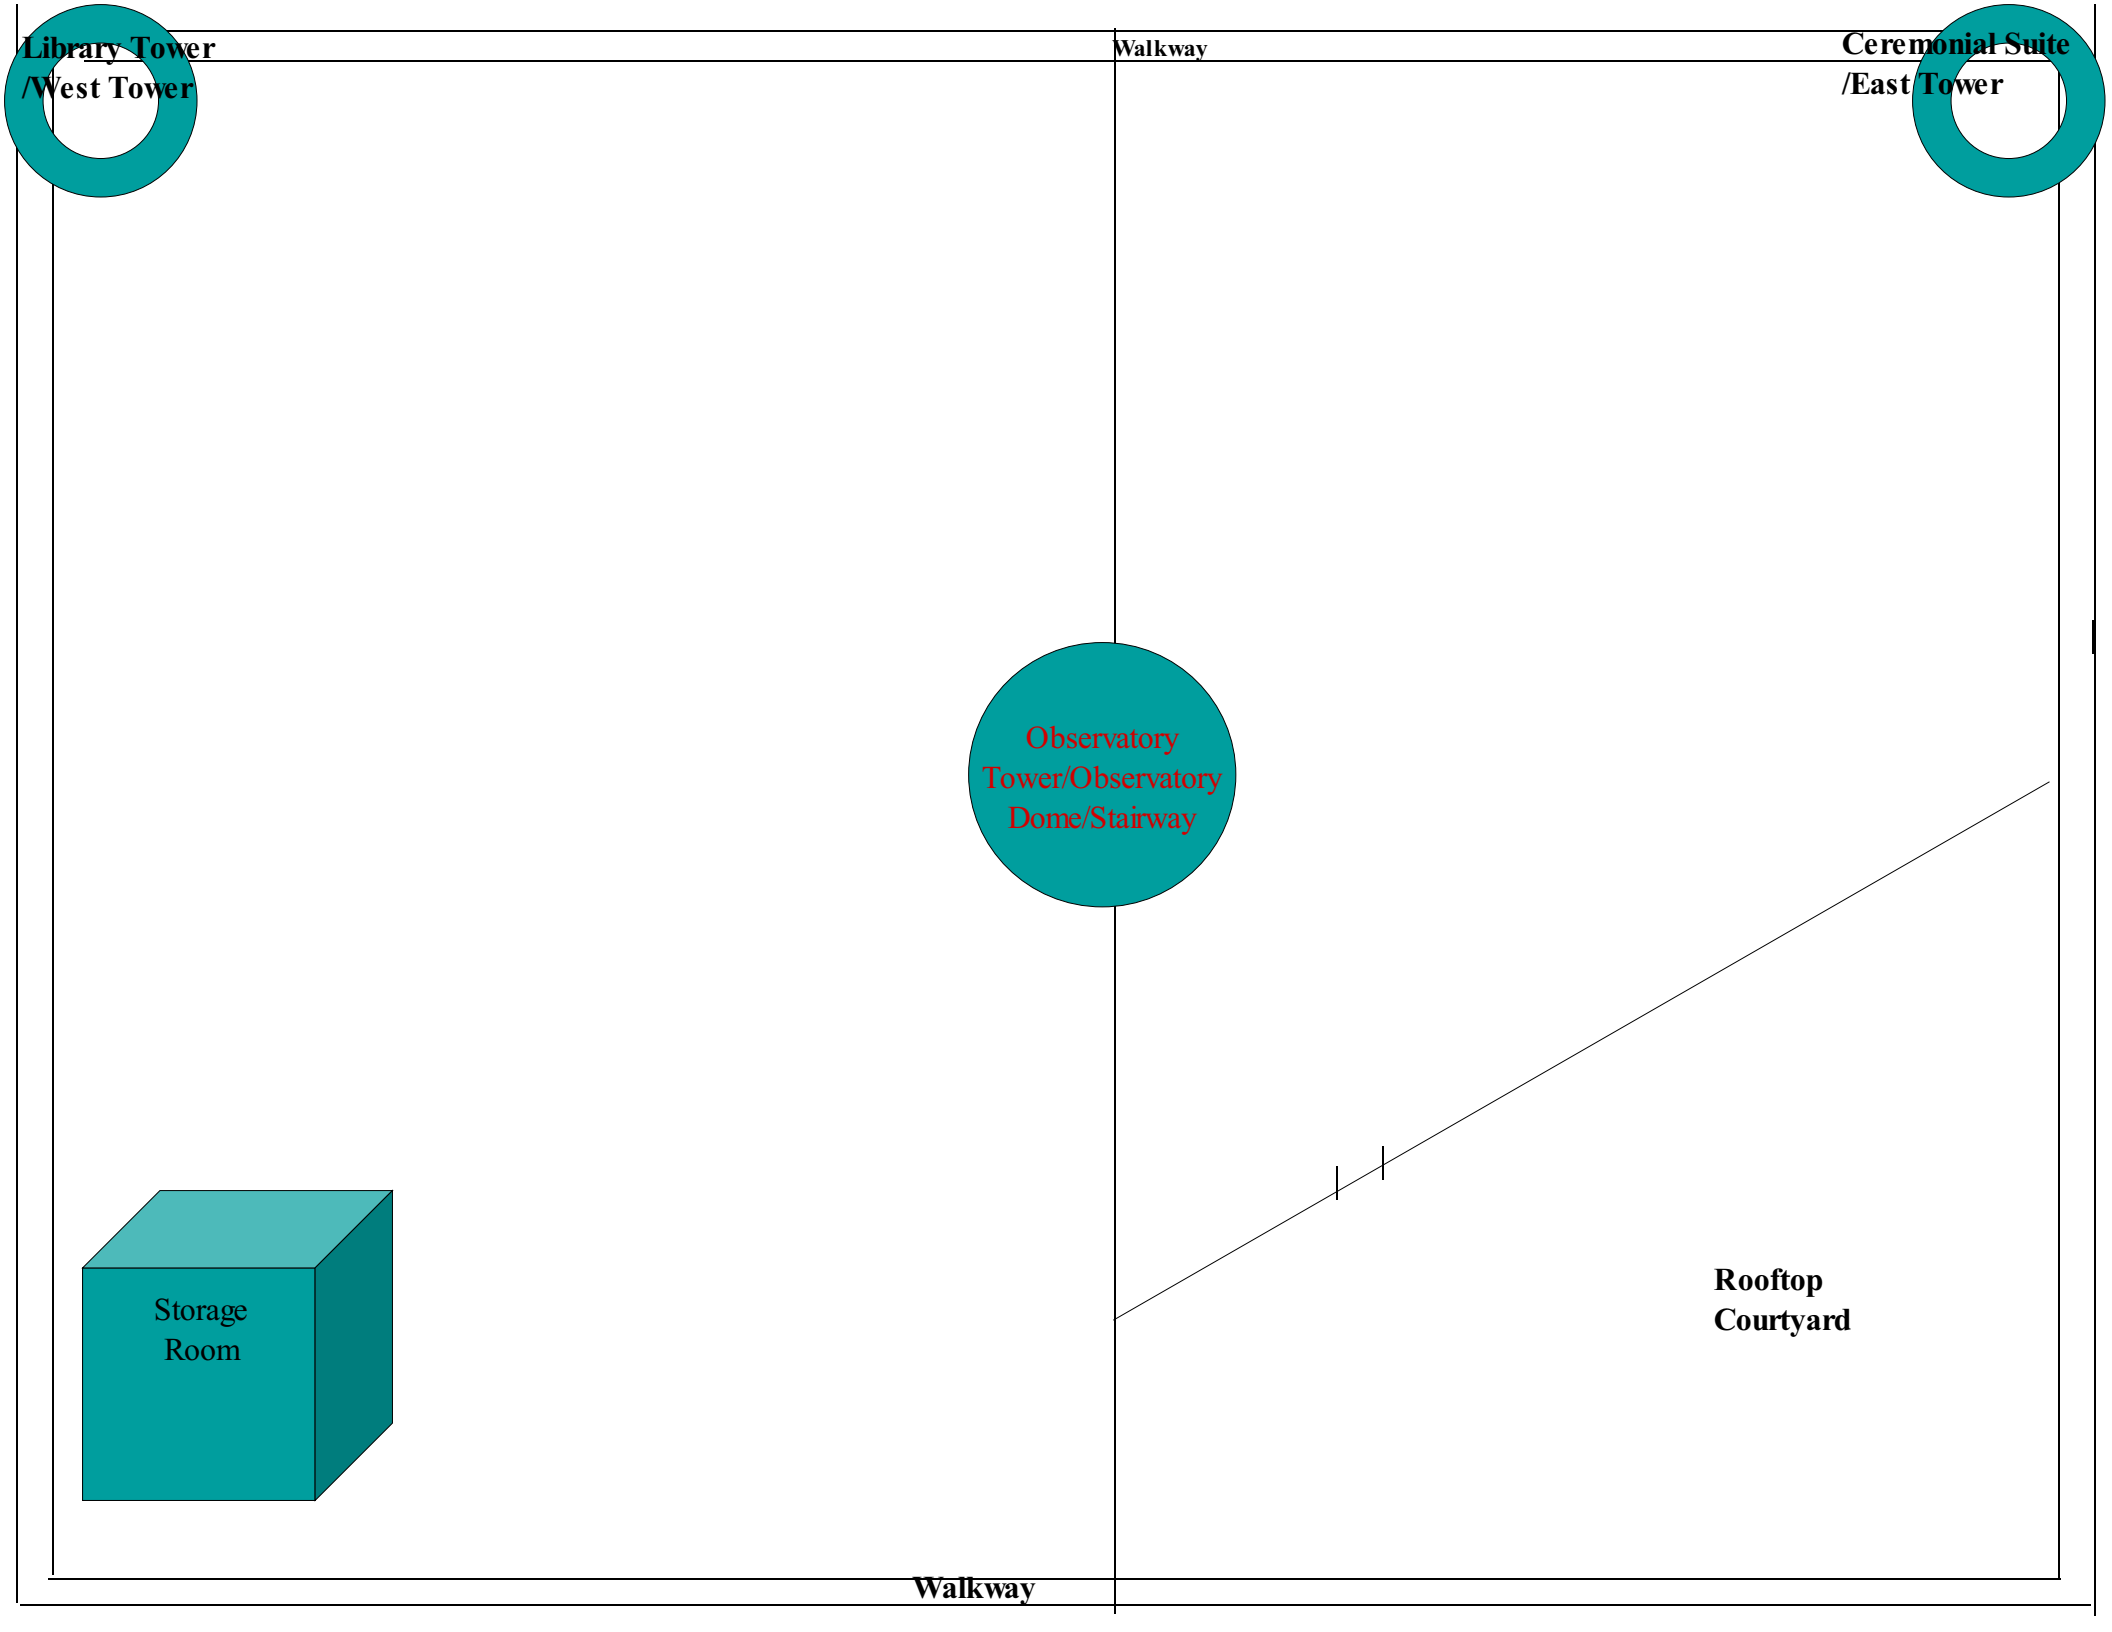 Library Tower
/West Tower
Walkway
Ceremonial Suite
/East Tower
Observatory
Tower/Observatory
Dome/Stairway
Storage
Room
Rooftop
Courtyard
Walkway